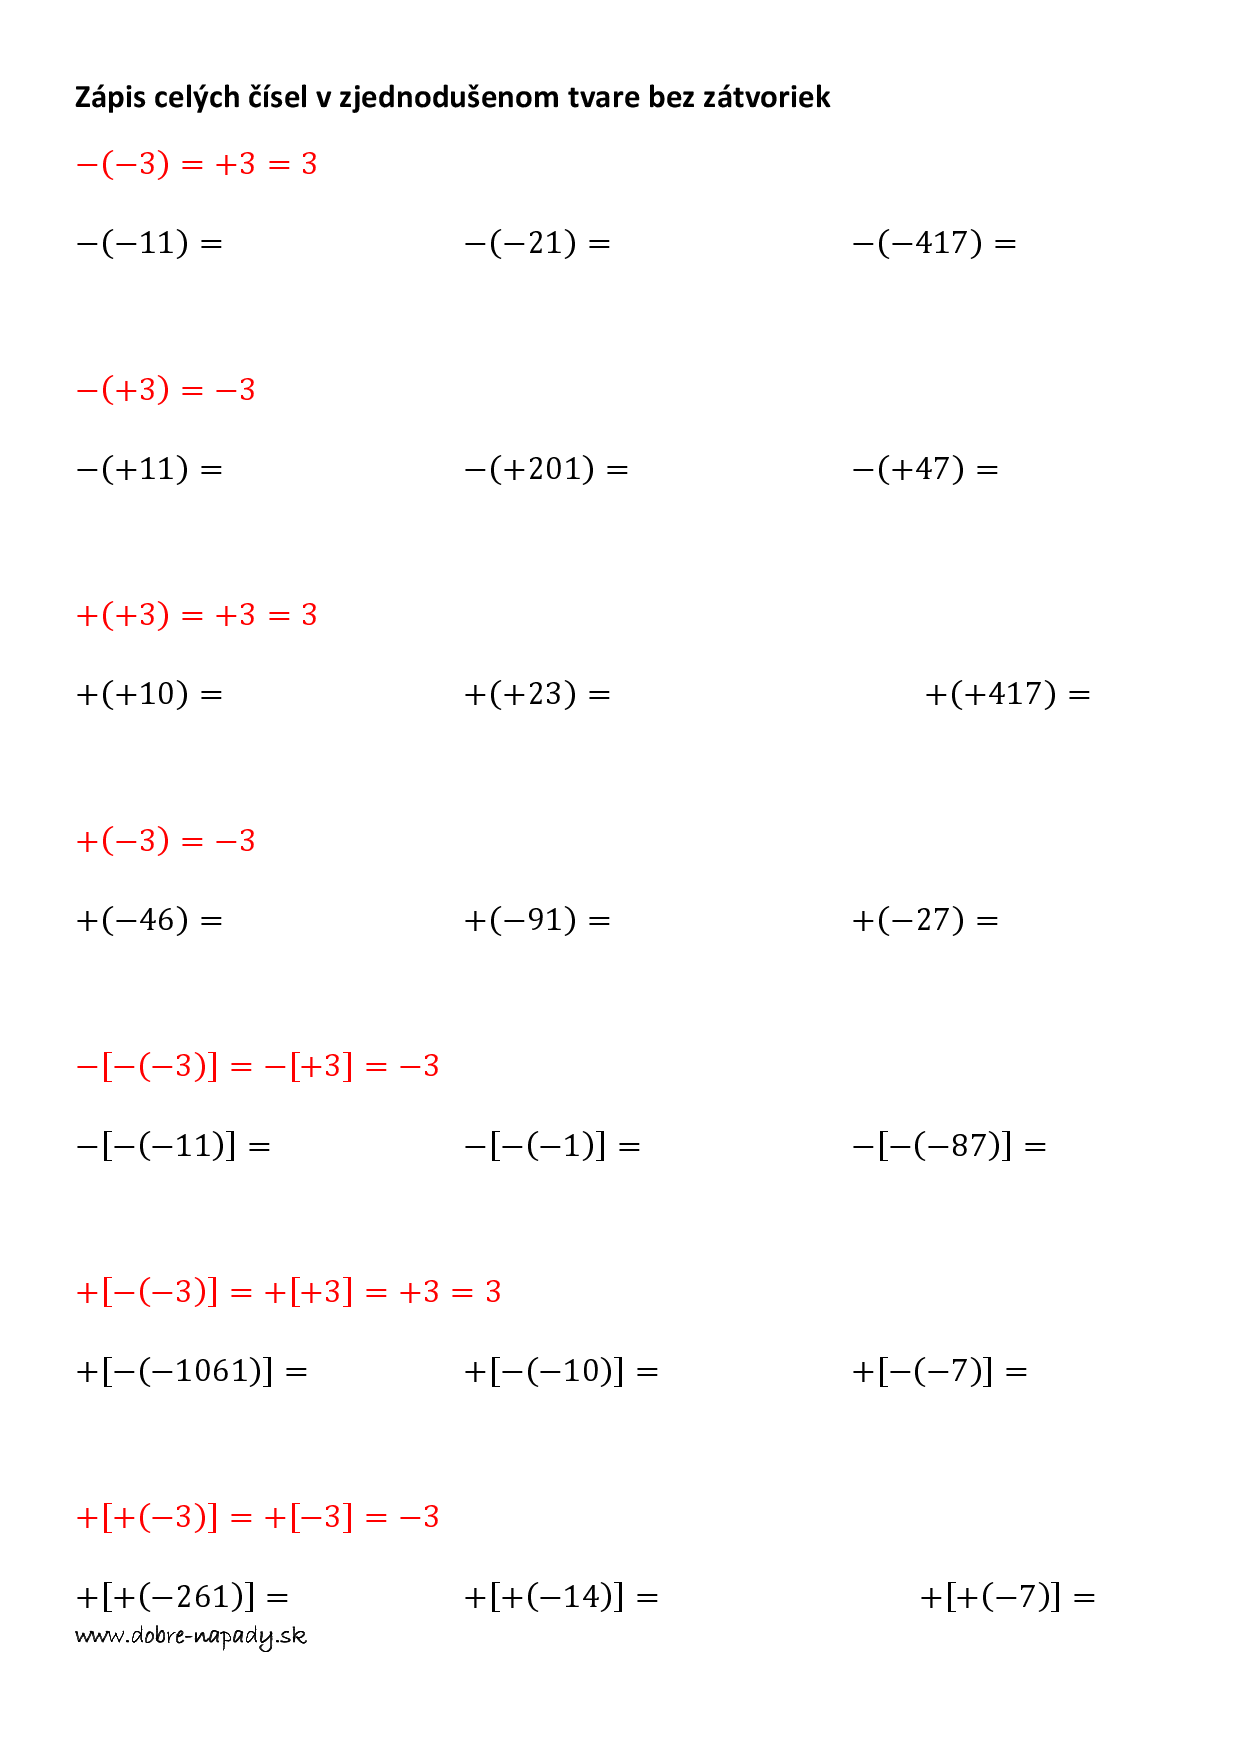 Zápis celých čísel v zjednodušenom tvare bez zátvoriek
−(−3) = +3 = 3
−(−11) = −(−21) = −(−417) =
−(+3) = −3
−(+11) = −(+201) = −(+47) =
+(+3) = +3 = 3
+(+10) = +(+23) = +(+417) =
+(−3) = −3
+(−46) = +(−91) = +(−27) =
−[−(−3)] = −[+3] = −3
−[−(−11)] = −[−(−1)] = −[−(−87)] =
+[−(−3)] = +[+3] = +3 = 3
+[−(−1061)] = +[−(−10)] = +[−(−7)] =
+[+(−3)] = +[−3] = −3
+[+(−261)] = +[+(−14)] = +[+(−7)] =
www.dobre-napady.sk